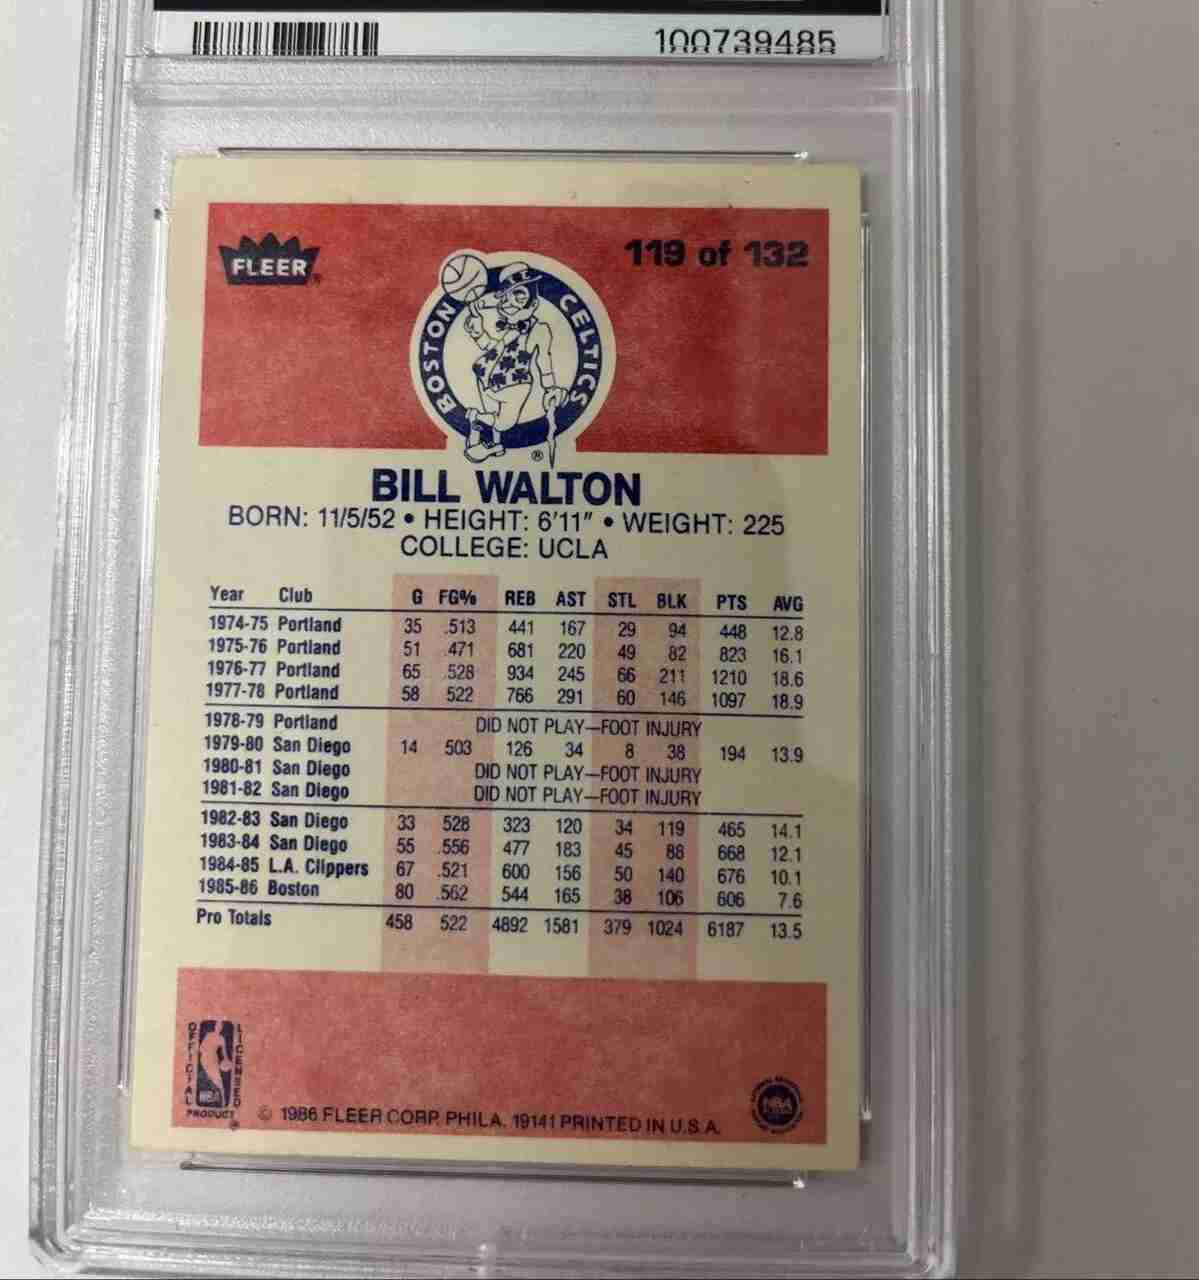 100739485
FLEER®
119 of 132
BOSTON CELTICS
®
BILL WALTON
BORN: 11/5/52 • HEIGHT: 6'11" • WEIGHT: 225
COLLEGE: UCLA
Year Club G FG% REB AST STL BLK PTS AVG
1974-75 Portland 35 .513 441 167 29 94 448 12.8
1975-76 Portland 51 .471 681 220 49 82 823 16.1
1976-77 Portland 65 .528 934 245 66 211 1210 18.6
1977-78 Portland 58 .522 766 291 60 146 1097 18.9
1978-79 Portland DID NOT PLAY—FOOT INJURY
1979-80 San Diego 14 .503 126 34 8 38 194 13.9
1980-81 San Diego DID NOT PLAY—FOOT INJURY
1981-82 San Diego DID NOT PLAY—FOOT INJURY
1982-83 San Diego 33 .528 323 120 34 119 465 14.1
1983-84 San Diego 55 .556 477 183 45 88 668 12.1
1984-85 L.A. Clippers 67 .521 600 156 50 140 676 10.1
1985-86 Boston 80 .562 544 165 38 106 606 7.6
Pro Totals 458 .522 4892 1581 379 1024 6187 13.5
OFFICIAL LICENSED
NBA
PRODUCT
®
© 1986 FLEER CORP. PHILA. 19141 PRINTED IN U.S.A.
NBA